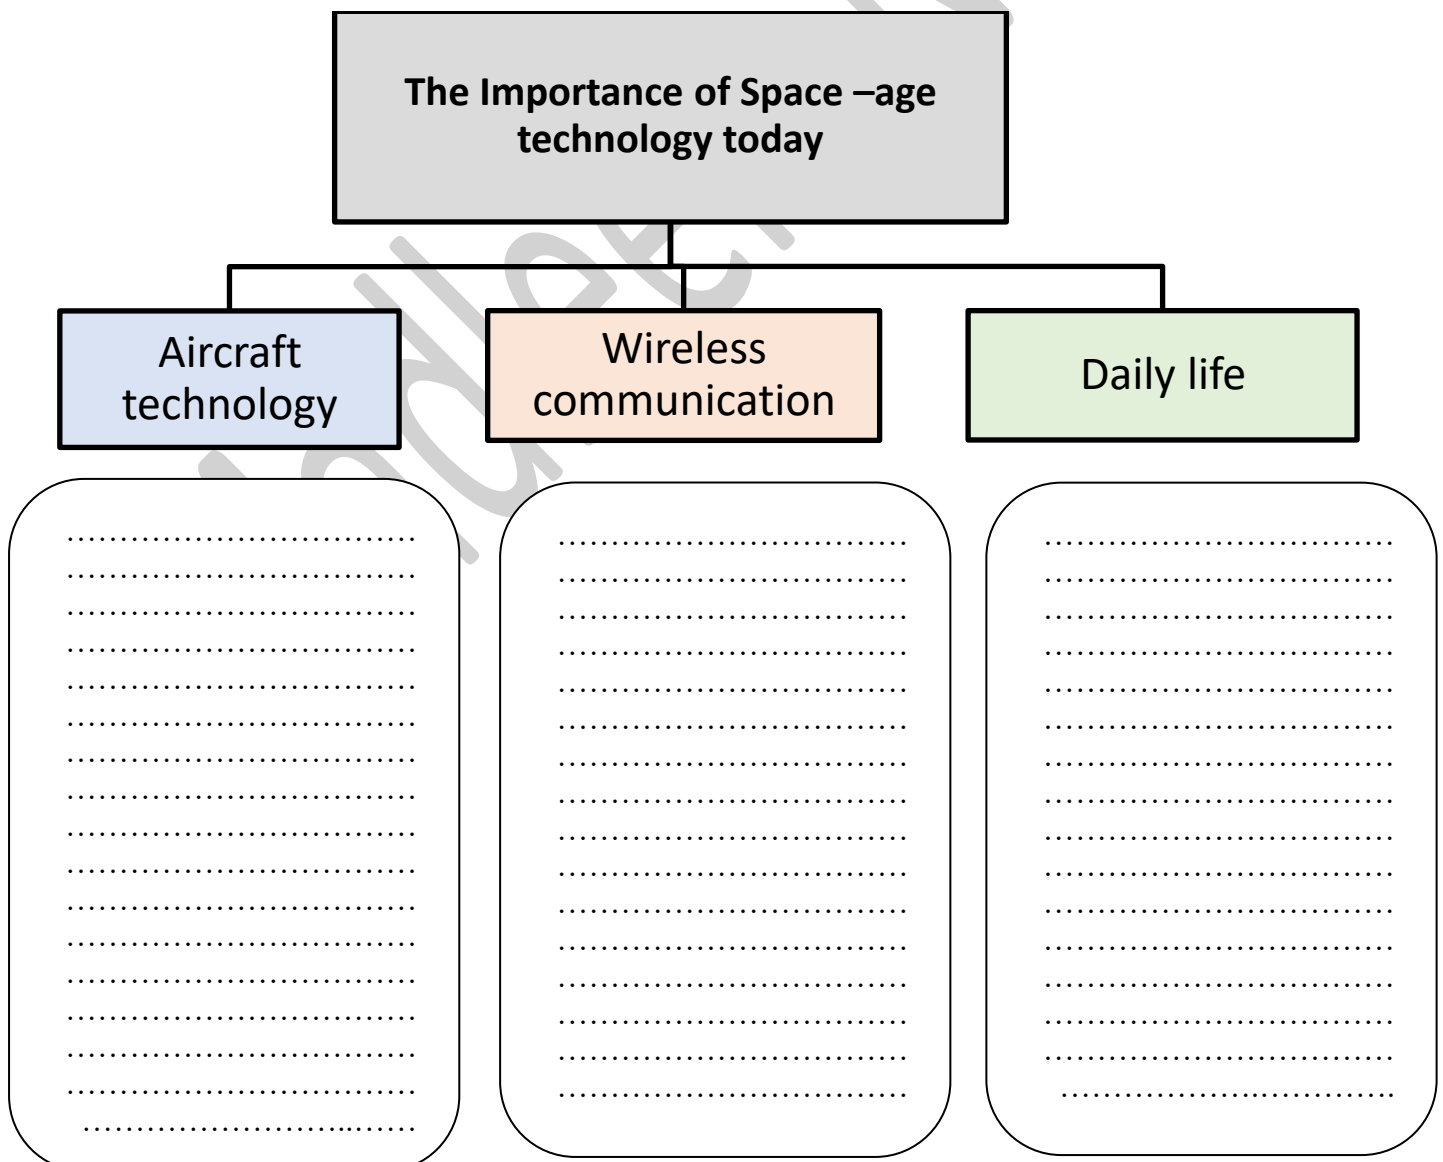 The Importance of Space –age
technology today
Aircraft
technology
Wireless
communication
Daily life